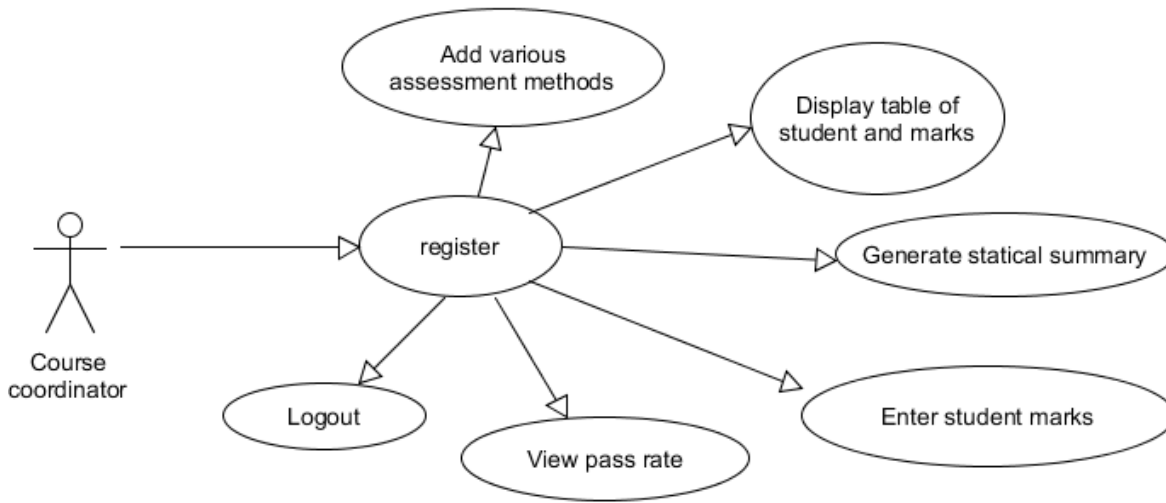 Add various
assessment methods
Display table of
student and marks
register
Generate statical summary
Course
coordinator
Logout
Enter student marks
View pass rate